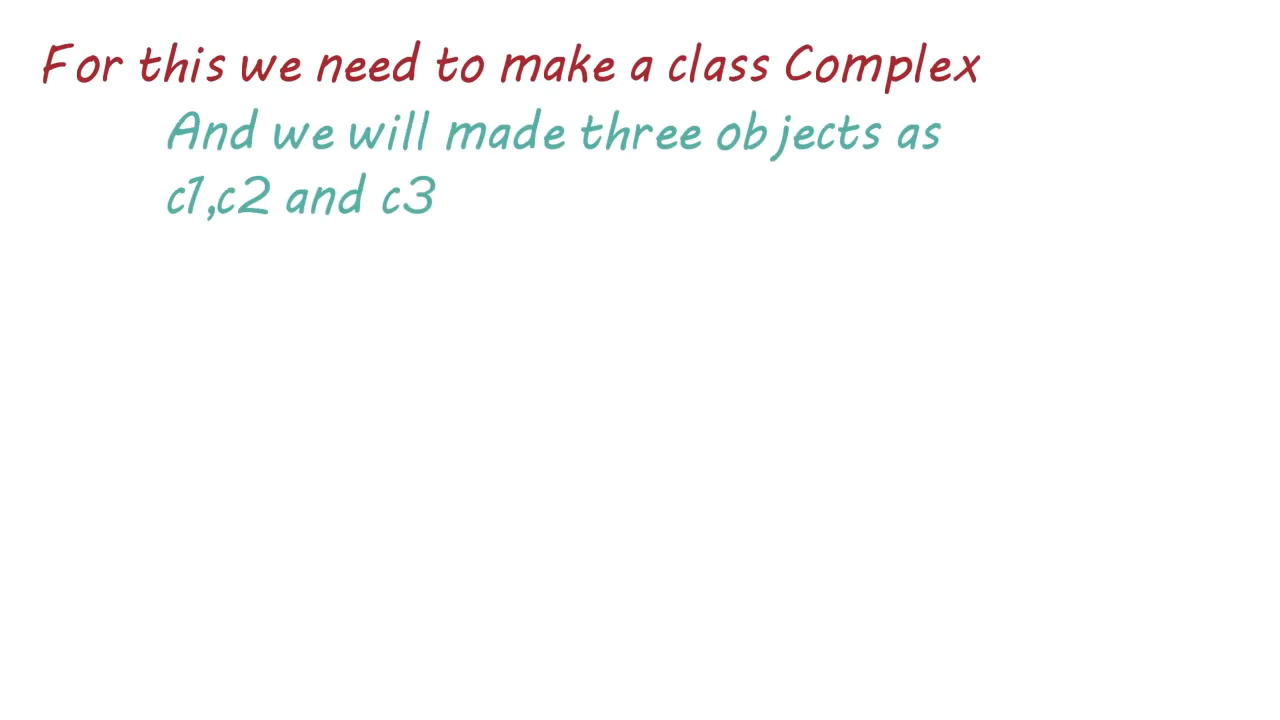 For this we need to make a class Complex
And we will made three objects as
c1,c2 and c3